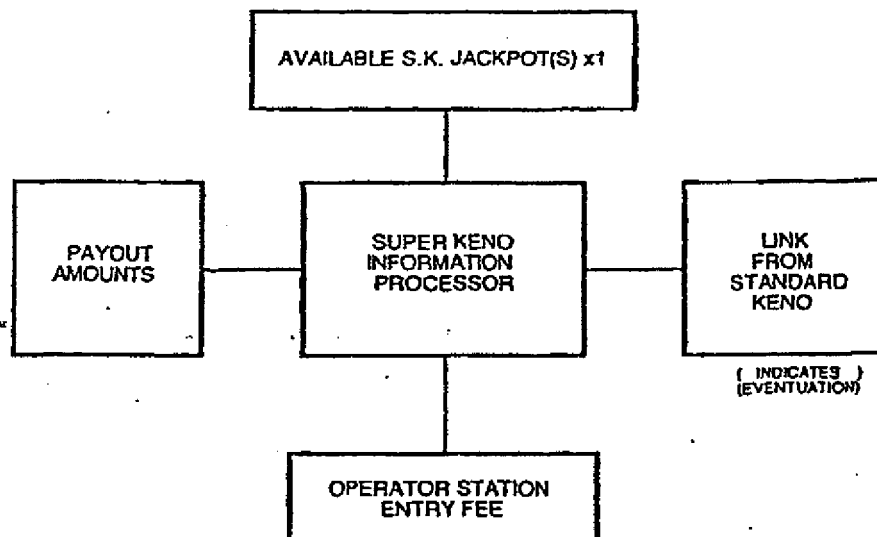 AVAILABLE S.K. JACKPOT(S) x1
PAYOUT
AMOUNTS
SUPER KENO
INFORMATION
PROCESSOR
LINK
FROM
STANDARD
KENO
( INDICATES )
(EVENTUATION)
OPERATOR STATION
ENTRY FEE